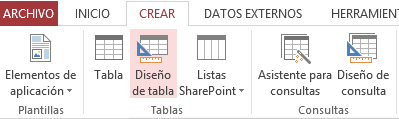 ARCHIVO INICIO CREAR DATOS EXTERNOS HERRAMIEN
Elementos de Tabla Diseño Listas Asistente para Diseño de
aplicación de tabla SharePoint consultas consulta
Plantillas Tablas Consultas